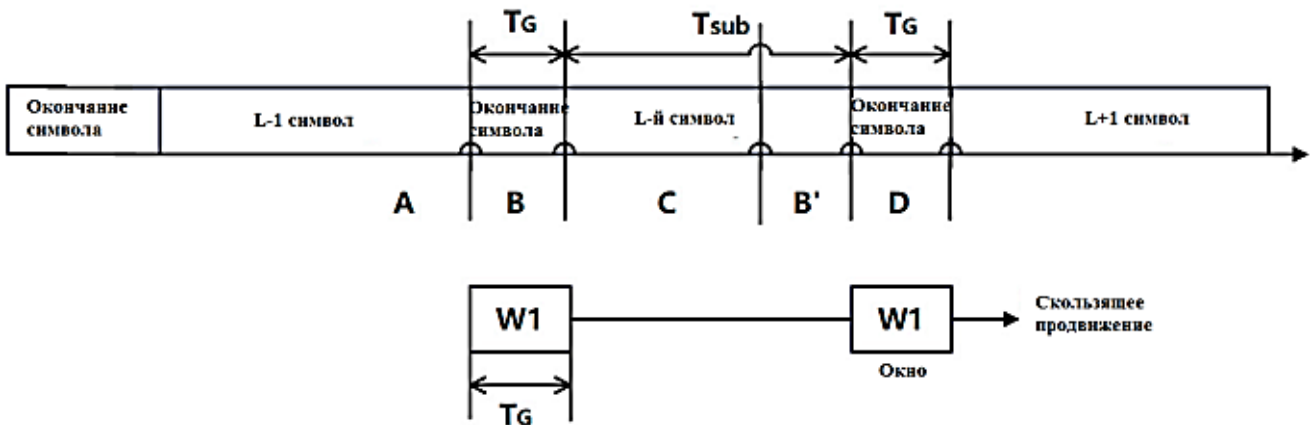 TG
Tsub
TG
Окончание
символа
L-1 символ
Окончание
символа
L-й символ
Окончание
символа
L+1 символ
A
B
C
B'
D
W1
W1
Скользящее
продвижение
Окно
TG